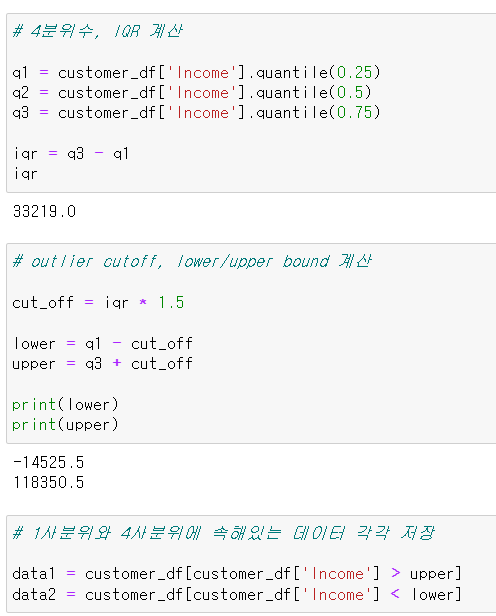 # 4분위수, IQR 계산
q1 = customer_df['Income'].quantile(0.25)
q2 = customer_df['Income'].quantile(0.5)
q3 = customer_df['Income'].quantile(0.75)
iqr = q3 - q1
iqr
33219.0
# outlier cutoff, lower/upper bound 계산
cut_off = iqr * 1.5
lower = q1 - cut_off
upper = q3 + cut_off
print(lower)
print(upper)
-14525.5
118350.5
# 1사분위와 4사분위에 속해있는 데이터 각각 저장
data1 = customer_df[customer_df['Income'] > upper]
data2 = customer_df[customer_df['Income'] < lower]